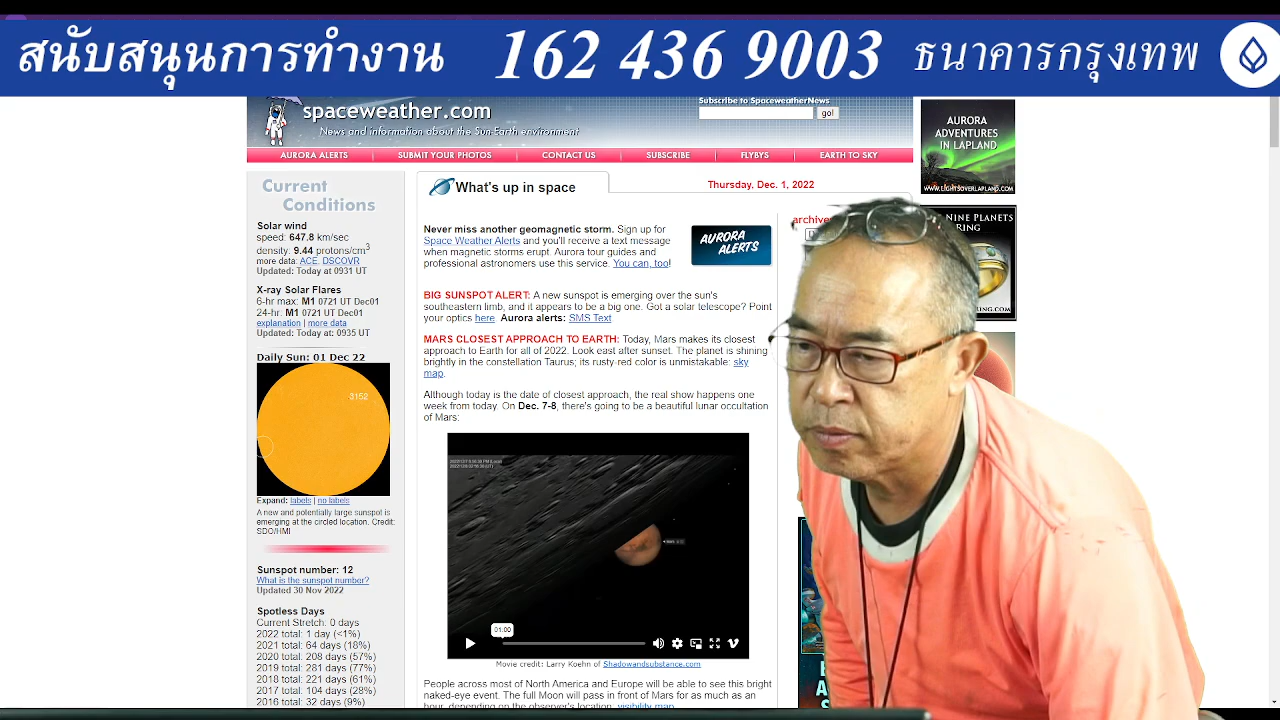 สนับสนุนการทำงาน 162 436 9003 ธนาคารกรุงเทพ
spaceweather.com
News and information about the Sun-Earth environment
Subscribe to SpaceweatherNews
go!
AURORA ALERTS
SUBMIT YOUR PHOTOS
CONTACT US
SUBSCRIBE
FLYBYS
EARTH TO SKY
AURORA
ADVENTURES
IN LAPLAND
WWW.LIGHTSOVERLAPLAND.COM
Current
Conditions
Solar wind
speed: 647.8 km/sec
density: 9.44 protons/cm3
more data: ACE, DSCOVR
Updated: Today at 0931 UT
X-ray Solar Flares
6-hr max: M1 0721 UT Dec01
24-hr: M1 0721 UT Dec01
explanation | more data
Updated: Today at: 0935 UT
Daily Sun: 01 Dec 22
3152
Expand: labels | no labels
A new and potentially large sunspot is
emerging at the circled location. Credit:
SDO/HMI
Sunspot number: 12
What is the sunspot number?
Updated 30 Nov 2022
Spotless Days
Current Stretch: 0 days
2022 total: 1 day (<1%)
2021 total: 64 days (18%)
2020 total: 208 days (57%)
2019 total: 281 days (77%)
2018 total: 221 days (61%)
2017 total: 104 days (28%)
2016 total: 32 days (9%)
What's up in space
Thursday, Dec. 1, 2022
archives
Never miss another geomagnetic storm. Sign up for
Space Weather Alerts and you'll receive a text message
when magnetic storms erupt. Aurora tour guides and
professional astronomers use this service. You can, too!
AURORA
ALERTS
BIG SUNSPOT ALERT: A new sunspot is emerging over the sun's
southeastern limb, and it appears to be a big one. Got a solar telescope? Point
your optics here. Aurora alerts: SMS Text
MARS CLOSEST APPROACH TO EARTH: Today, Mars makes its closest
approach to Earth for all of 2022. Look east after sunset. The planet is shining
brightly in the constellation Taurus; its rusty-red color is unmistakable: sky
map.
Although today is the date of closest approach, the real show happens one
week from today. On Dec. 7-8, there's going to be a beautiful lunar occultation
of Mars:
01:00
Movie credit: Larry Koehn of Shadowandsubstance.com
People across most of North America and Europe will be able to see this bright
naked-eye event. The full Moon will pass in front of Mars for as much as an
hour, depending on the observer's location: visibility map.
NINE PLANETS
RING